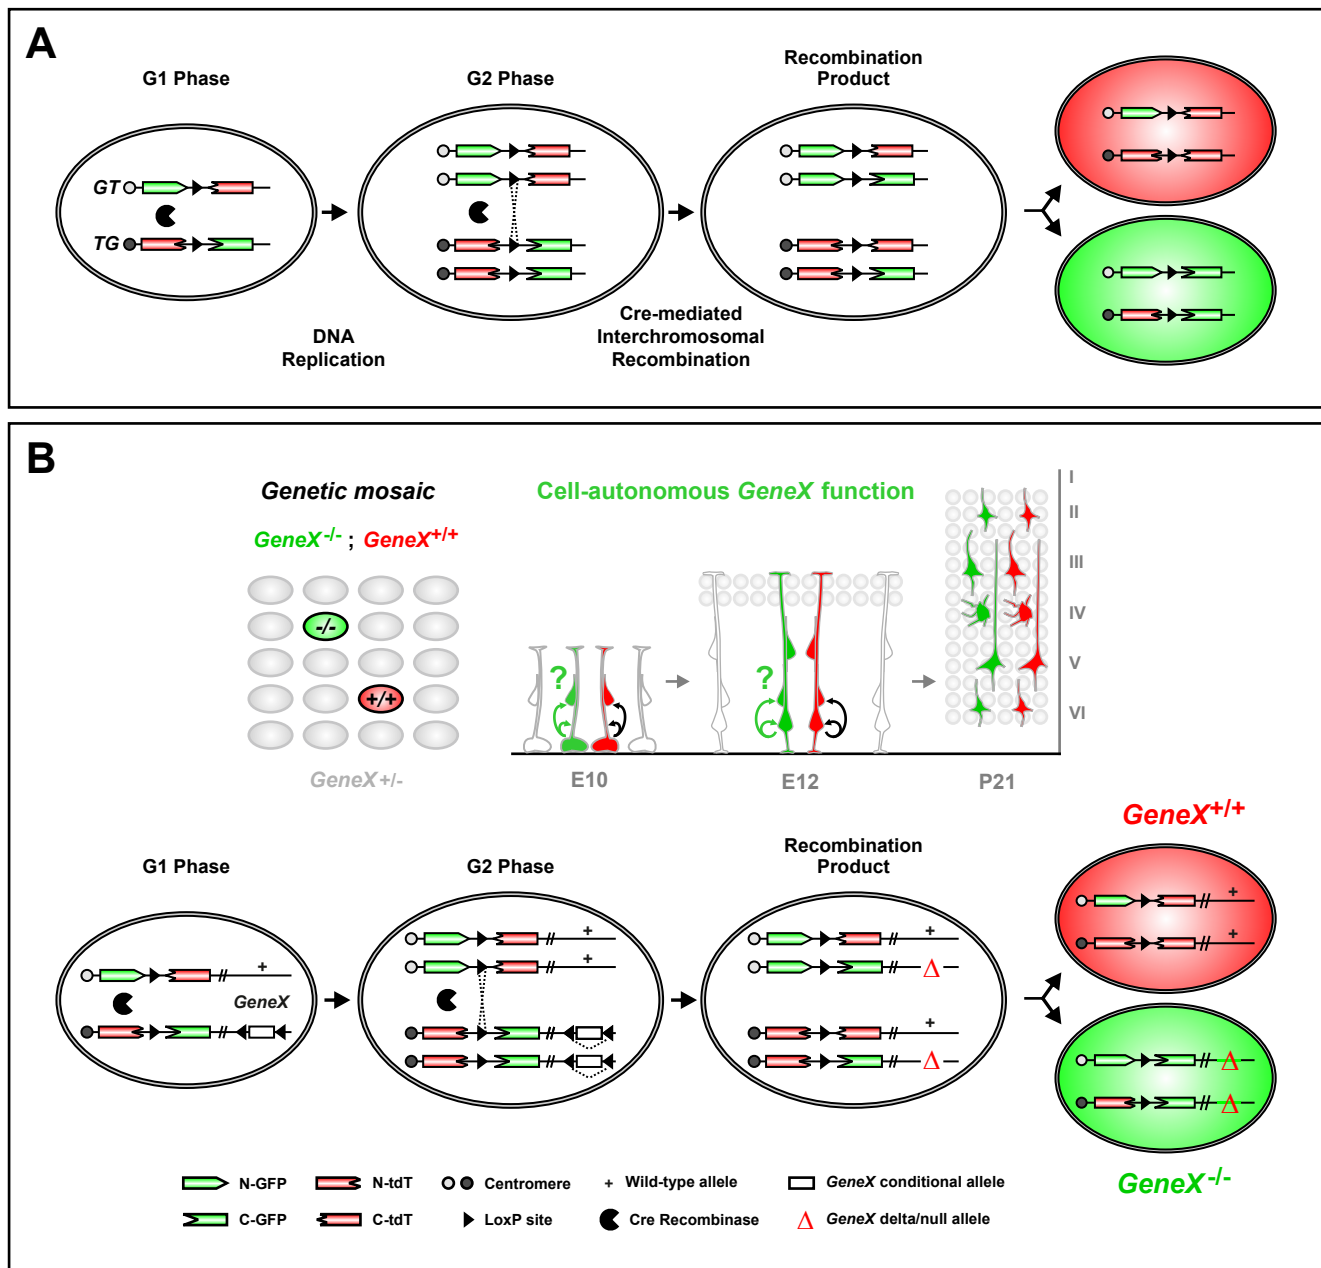 A
G1 Phase
G2 Phase
Recombination
Product
GT
TG
DNA
Replication
Cre-mediated
Interchromosomal
Recombination
B
Genetic mosaic
GeneX-/- ; GeneX+/+
-/-
+/+
GeneX+/-
Cell-autonomous GeneX function
?
?
E10
E12
P21
I
II
III
IV
V
VI
G1 Phase
G2 Phase
Recombination
Product
GeneX+/+
+
GeneX
+
+
+
Δ
+
Δ
+
+
Δ
Δ
GeneX-/-
N-GFP
N-tdT
Centromere
+ Wild-type allele
GeneX conditional allele
C-GFP
C-tdT
LoxP site
Cre Recombinase
Δ GeneX delta/null allele